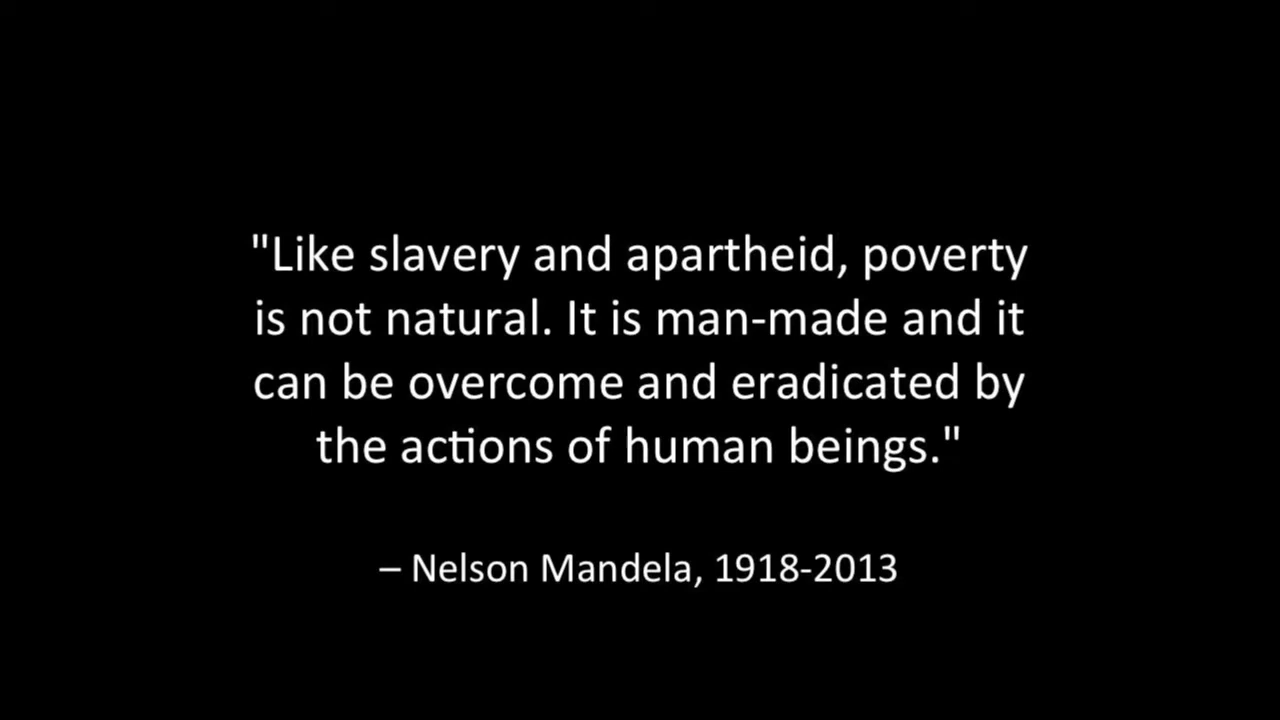 "Like slavery and apartheid, poverty
is not natural. It is man-made and it
can be overcome and eradicated by
the actions of human beings."
– Nelson Mandela, 1918-2013